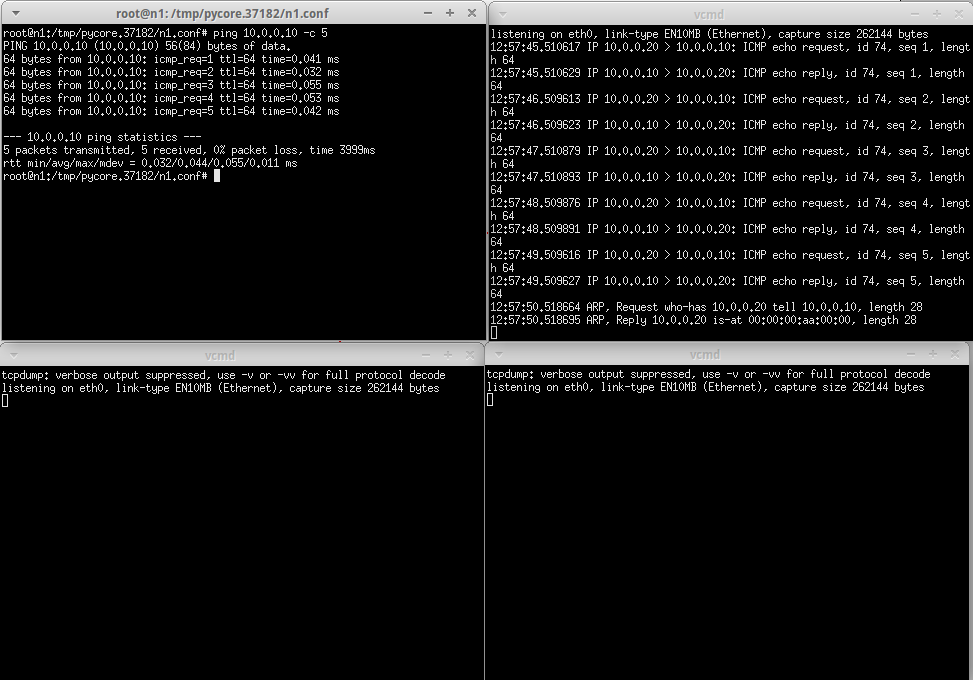 root@n1: /tmp/pycore.37182/n1.conf
root@n1:/tmp/pycore.37182/n1.conf# ping 10.0.0.10 -c 5
PING 10.0.0.10 (10.0.0.10) 56(84) bytes of data.
64 bytes from 10.0.0.10: icmp_req=1 ttl=64 time=0.041 ms
64 bytes from 10.0.0.10: icmp_req=2 ttl=64 time=0.032 ms
64 bytes from 10.0.0.10: icmp_req=3 ttl=64 time=0.055 ms
64 bytes from 10.0.0.10: icmp_req=4 ttl=64 time=0.053 ms
64 bytes from 10.0.0.10: icmp_req=5 ttl=64 time=0.042 ms
--- 10.0.0.10 ping statistics ---
5 packets transmitted, 5 received, 0% packet loss, time 3999ms
rtt min/avg/max/mdev = 0.032/0.044/0.055/0.011 ms
root@n1:/tmp/pycore.37182/n1.conf#
vcmd
listening on eth0, link-type EN10MB (Ethernet), capture size 262144 bytes
12:57:45.510617 IP 10.0.0.20 > 10.0.0.10: ICMP echo request, id 74, seq 1, lengt
h 64
12:57:45.510629 IP 10.0.0.10 > 10.0.0.20: ICMP echo reply, id 74, seq 1, length
64
12:57:46.509613 IP 10.0.0.20 > 10.0.0.10: ICMP echo request, id 74, seq 2, lengt
h 64
12:57:46.509623 IP 10.0.0.10 > 10.0.0.20: ICMP echo reply, id 74, seq 2, length
64
12:57:47.510879 IP 10.0.0.20 > 10.0.0.10: ICMP echo request, id 74, seq 3, lengt
h 64
12:57:47.510893 IP 10.0.0.10 > 10.0.0.20: ICMP echo reply, id 74, seq 3, length
64
12:57:48.509876 IP 10.0.0.20 > 10.0.0.10: ICMP echo request, id 74, seq 4, lengt
h 64
12:57:48.509891 IP 10.0.0.10 > 10.0.0.20: ICMP echo reply, id 74, seq 4, length
64
12:57:49.509616 IP 10.0.0.20 > 10.0.0.10: ICMP echo request, id 74, seq 5, lengt
h 64
12:57:49.509627 IP 10.0.0.10 > 10.0.0.20: ICMP echo reply, id 74, seq 5, length
64
12:57:50.518664 ARP, Request who-has 10.0.0.20 tell 10.0.0.10, length 28
12:57:50.518695 ARP, Reply 10.0.0.20 is-at 00:00:00:aa:00:00, length 28
vcmd
tcpdump: verbose output suppressed, use -v or -vv for full protocol decode
listening on eth0, link-type EN10MB (Ethernet), capture size 262144 bytes
vcmd
tcpdump: verbose output suppressed, use -v or -vv for full protocol decode
listening on eth0, link-type EN10MB (Ethernet), capture size 262144 bytes